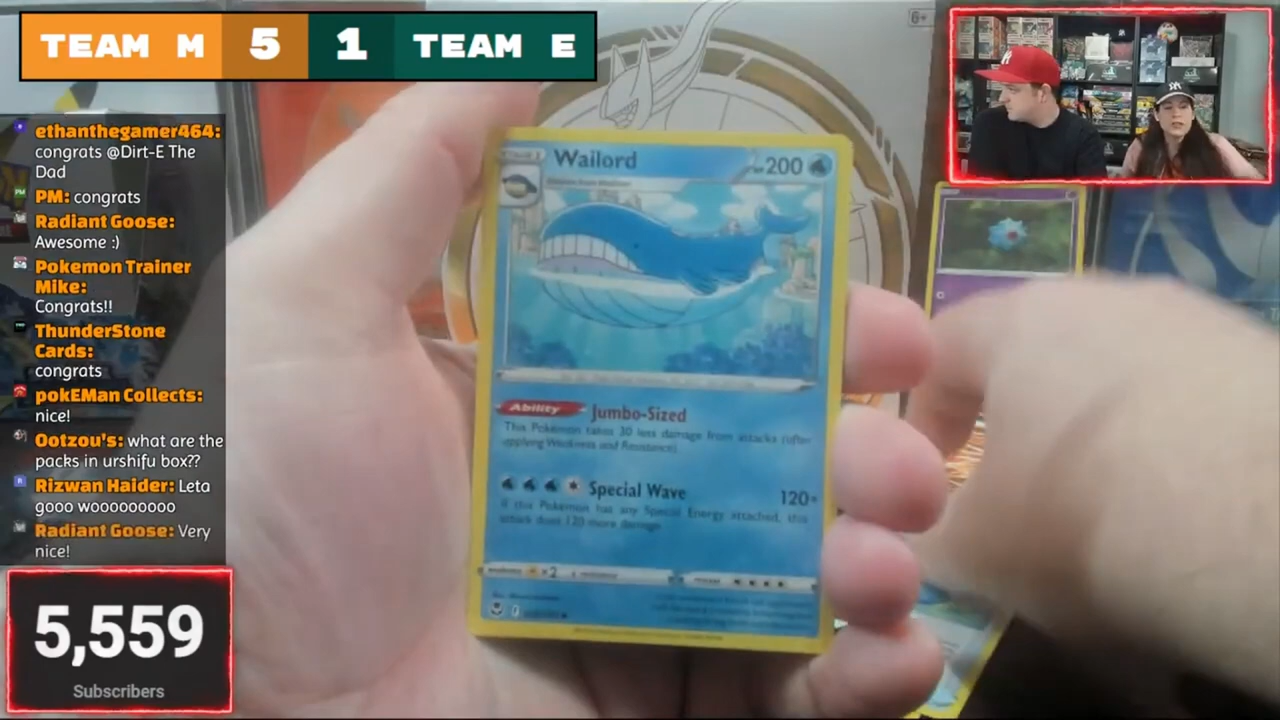 TEAM M 5 1 TEAM E
6+
ethanthegamer464:
congrats @Dirt-E The
Dad
PM: congrats
Radiant Goose:
Awesome :)
Pokemon Trainer
Mike:
Congrats!!
ThunderStone
Cards:
congrats
pokEMan Collects:
nice!
Ootzou's: what are the
packs in urshifu box??
Rizwan Haider: Leta
gooo wooooooooo
Radiant Goose: Very
nice!
5,559
Subscribers
Wailord
200
Ability Jumbo-Sized
This Pokémon takes 30 less damage from attacks (after
applying Weakness and Resistance).
Special Wave 120+
If this Pokémon has any Special Energy attached, this
attack does 120 more damage.
×2